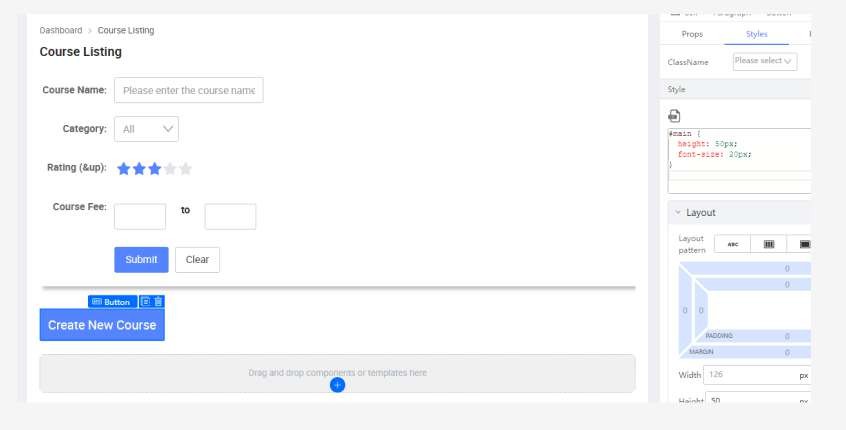 Dashboard > Course Listing
Course Listing
Course Name: Please enter the course name
Category: All
Rating (&up):
Course Fee: to
Submit Clear
Button
Create New Course
Drag and drop components or templates here
+
Props Styles
ClassName Please select
Style
#main {
height: 50px;
font-size: 20px;
}
Layout
Layout pattern ABC
0
0
0 0
PADDING 0
MARGIN 0
Width 126 px
Height 50 px